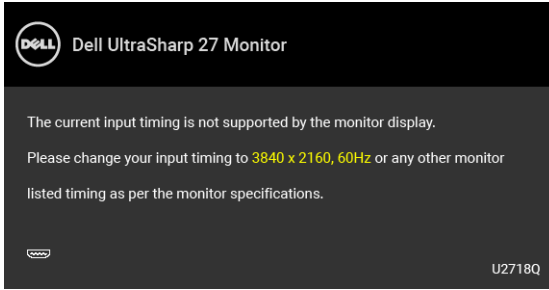 DELL Dell UltraSharp 27 Monitor
The current input timing is not supported by the monitor display.
Please change your input timing to 3840 x 2160, 60Hz or any other monitor
listed timing as per the monitor specifications.
U2718Q